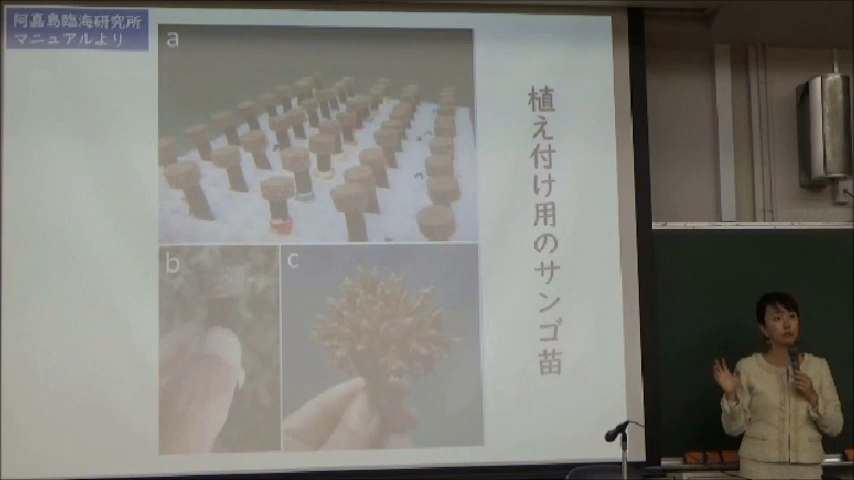 阿嘉島臨海研究所
マニュアルより
a
植え付け用のサンゴ苗
b
c